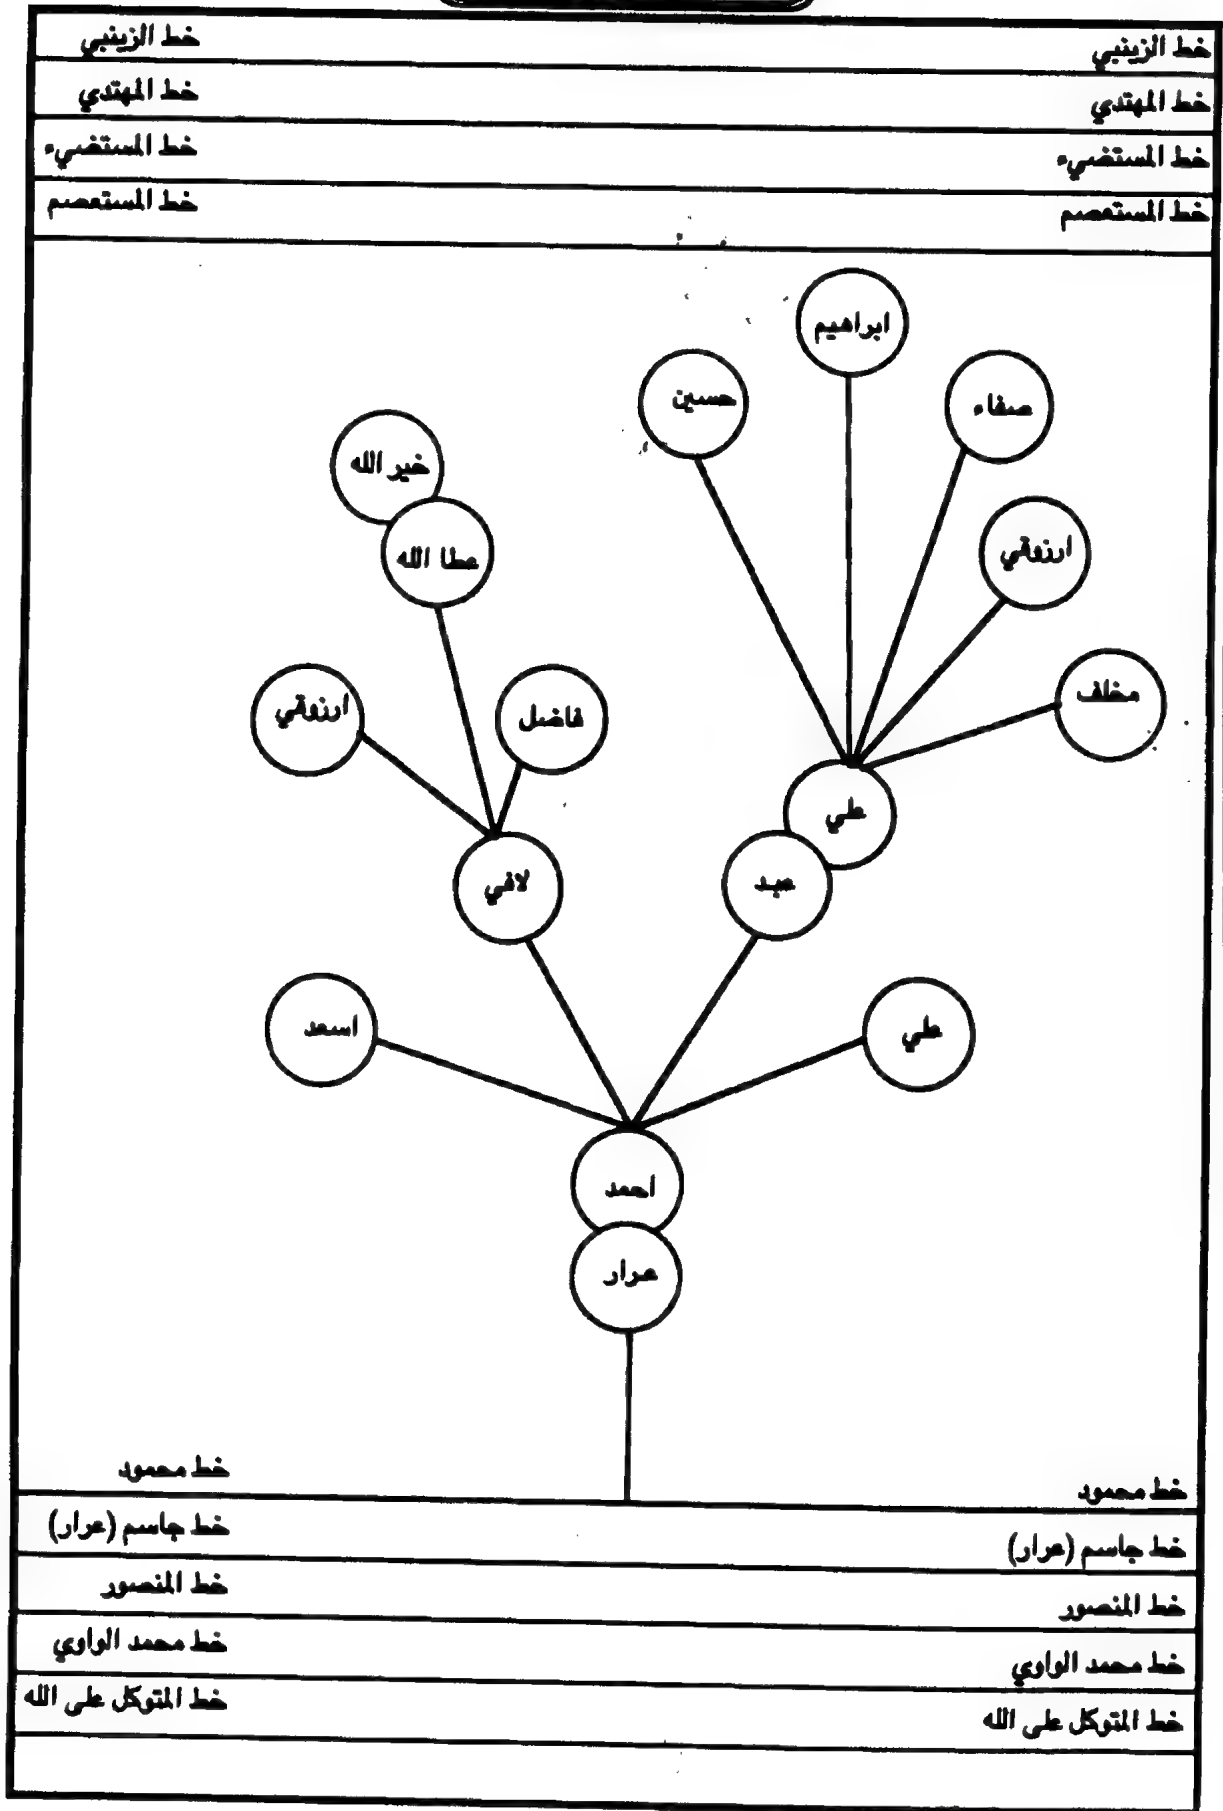 خط الزينبي خط الزينبي
خط المهتدي خط المهتدي
خط المستضيء خط المستضيء
خط المستعصم خط المستعصم
ابراهيم
صفاء
حسين
خير الله
ارزوقي
عطا الله
مخلف
فاضل
ارزوقي
علي
عبد
لافي
علي
اسعد
احمد
عرار
خط محمود خط محمود
خط جاسم (عرار) خط جاسم (عرار)
خط المنصور خط المنصور
خط محمد الواوي خط محمد الواوي
خط المتوكل على الله خط المتوكل على الله